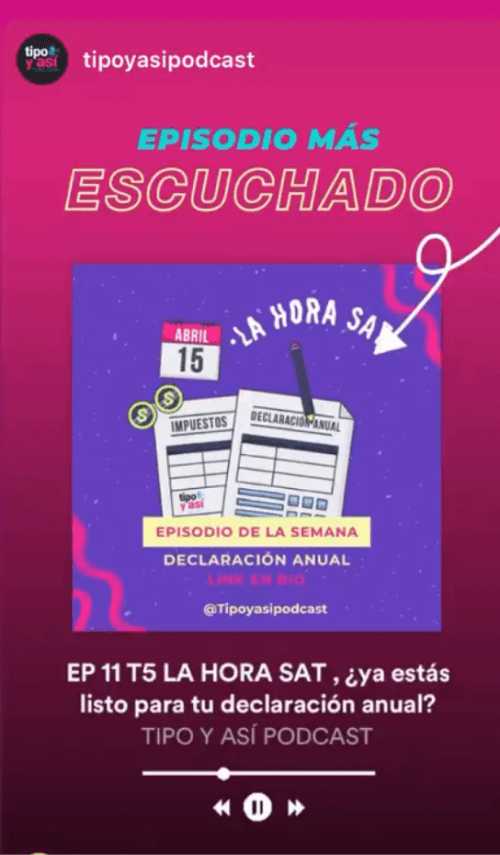 tipo
y así
tipoyasipodcast
EPISODIO MÁS
ESCUCHADO
LA HORA SA
ABRIL
15
$
$
IMPUESTOS
DECLARACIÓN ANUAL
tipo
y así
EPISODIO DE LA SEMANA
DECLARACIÓN ANUAL
LINK EN BIO
@Tipoyasipodcast
EP 11 T5 LA HORA SAT , ¿ya estás
listo para tu declaración anual?
TIPO Y ASÍ PODCAST